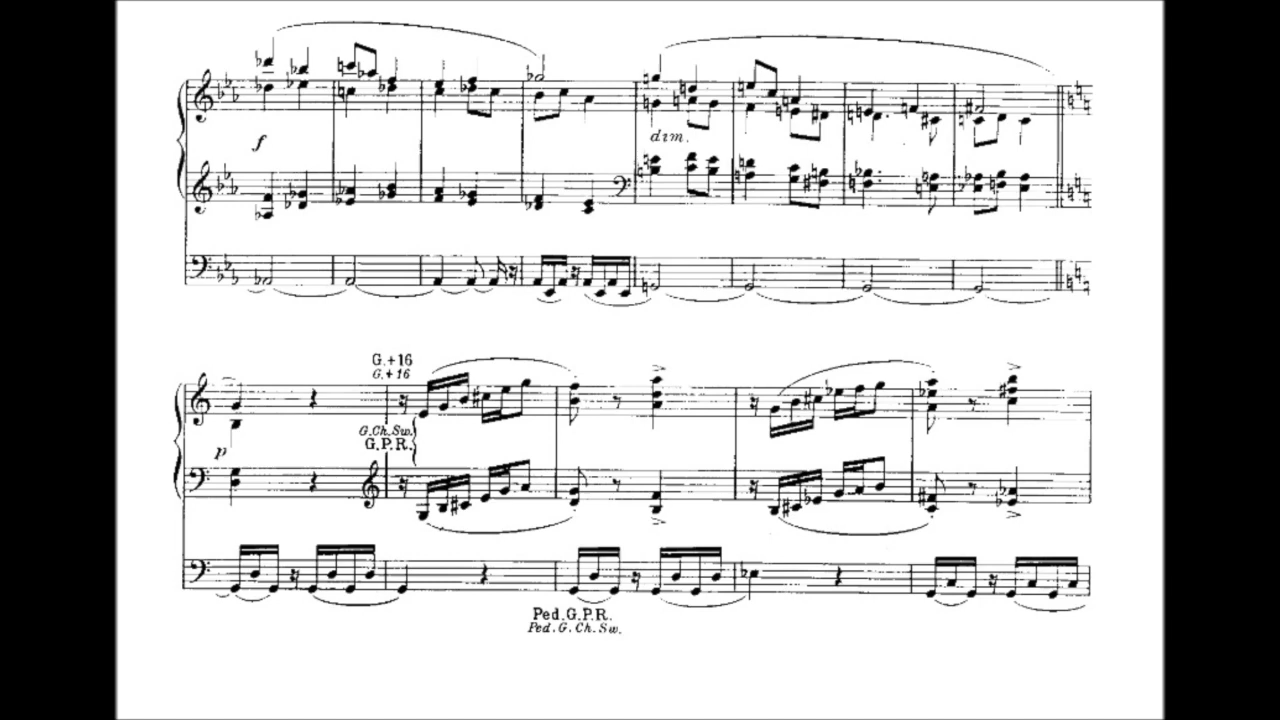 f
dim.
G.+16
G.+16
G.Ch.Sw.
G.P.R.
p
Ped.G.P.R.
Ped.G.Ch.Sw.